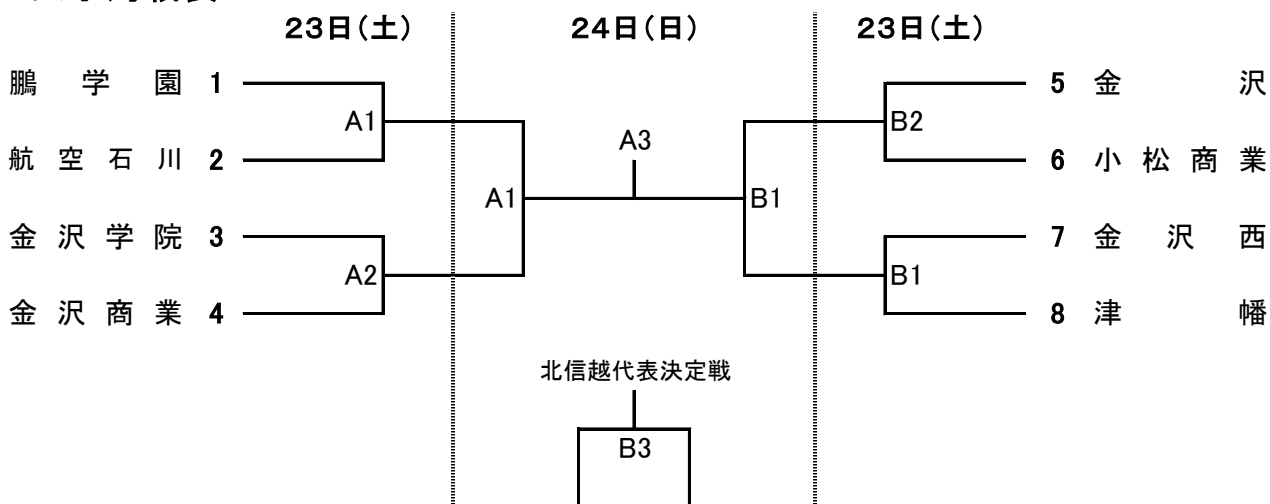 23日(土) 24日(日) 23日(土)
鵬学園 1
A1
航空石川 2
金沢学院 3
A2
金沢商業 4
A1
A3
B1
5 金沢
B2
6 小松商業
7 金沢西
B1
8 津幡
北信越代表決定戦
B3